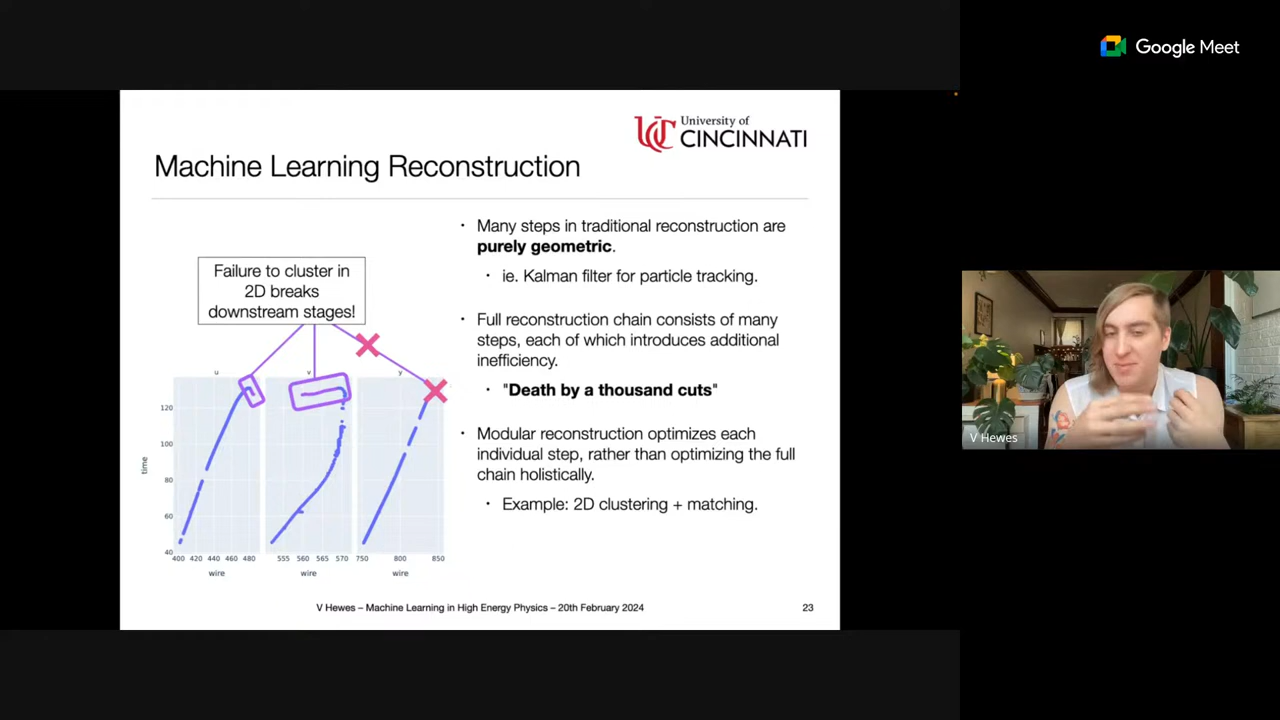 Google Meet
University of
CINCINNATI
Machine Learning Reconstruction
Failure to cluster in
2D breaks
downstream stages!
u
v
y
120
100
80
60
40
time
400 420 440 460 480
555 560 565 570
750 800 850
wire
wire
wire
• Many steps in traditional reconstruction are
purely geometric.
• ie. Kalman filter for particle tracking.
• Full reconstruction chain consists of many
steps, each of which introduces additional
inefficiency.
• "Death by a thousand cuts"
• Modular reconstruction optimizes each
individual step, rather than optimizing the full
chain holistically.
• Example: 2D clustering + matching.
V Hewes – Machine Learning in High Energy Physics – 20th February 2024
23
V Hewes